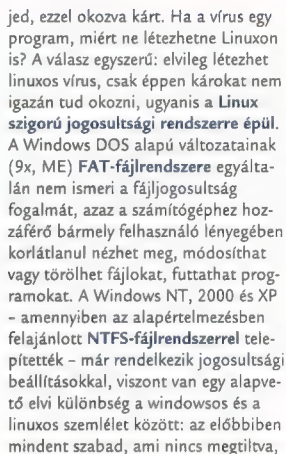 jed, ezzel okozva kárt. Ha a vírus egy
program, miért ne létezhetne Linuxon
is? A válasz egyszerű: elvileg létezhet
linuxos vírus, csak éppen károkat nem
igazán tud okozni, ugyanis a Linux
szigorú jogosultsági rendszerre épül.
A Windows DOS alapú változatainak
(9x, ME) FAT-fájlrendszere egyálta-
lán nem ismeri a fájljogosultság
fogalmát, azaz a számítógéphez hoz-
záférő bármely felhasználó lényegében
korlátlanul nézhet meg, módosíthat
vagy törölhet fájlokat, futtathat prog-
ramokat. A Windows NT, 2000 és XP
– amennyiben az alapértelmezésben
felajánlott NTFS-fájlrendszerrel tele-
pítették – már rendelkezik jogosultsági
beállításokkal, viszont van egy alapve-
tő elvi különbség a windowsos és a
linuxos szemlélet között: az előbbiben
mindent szabad, ami nincs megtiltva,